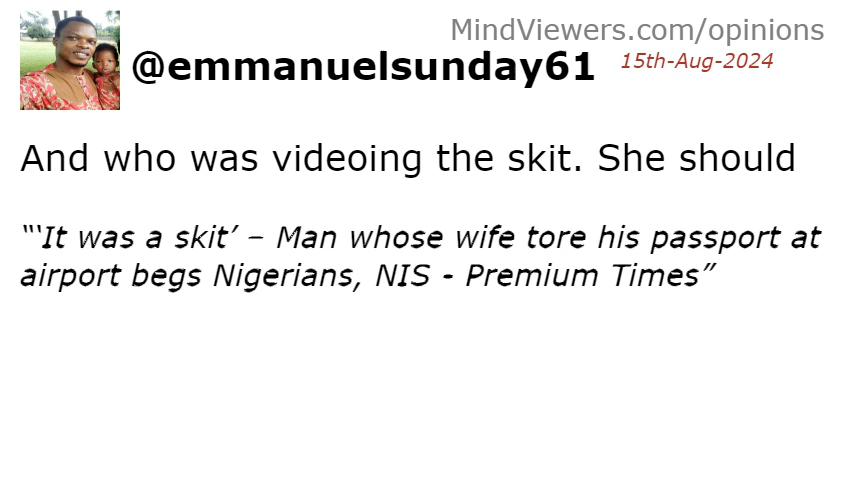 MindViewers.com/opinions
@emmanuelsunday61 15th-Aug-2024
And who was videoing the skit. She should
“‘It was a skit’ – Man whose wife tore his passport at
airport begs Nigerians, NIS - Premium Times”